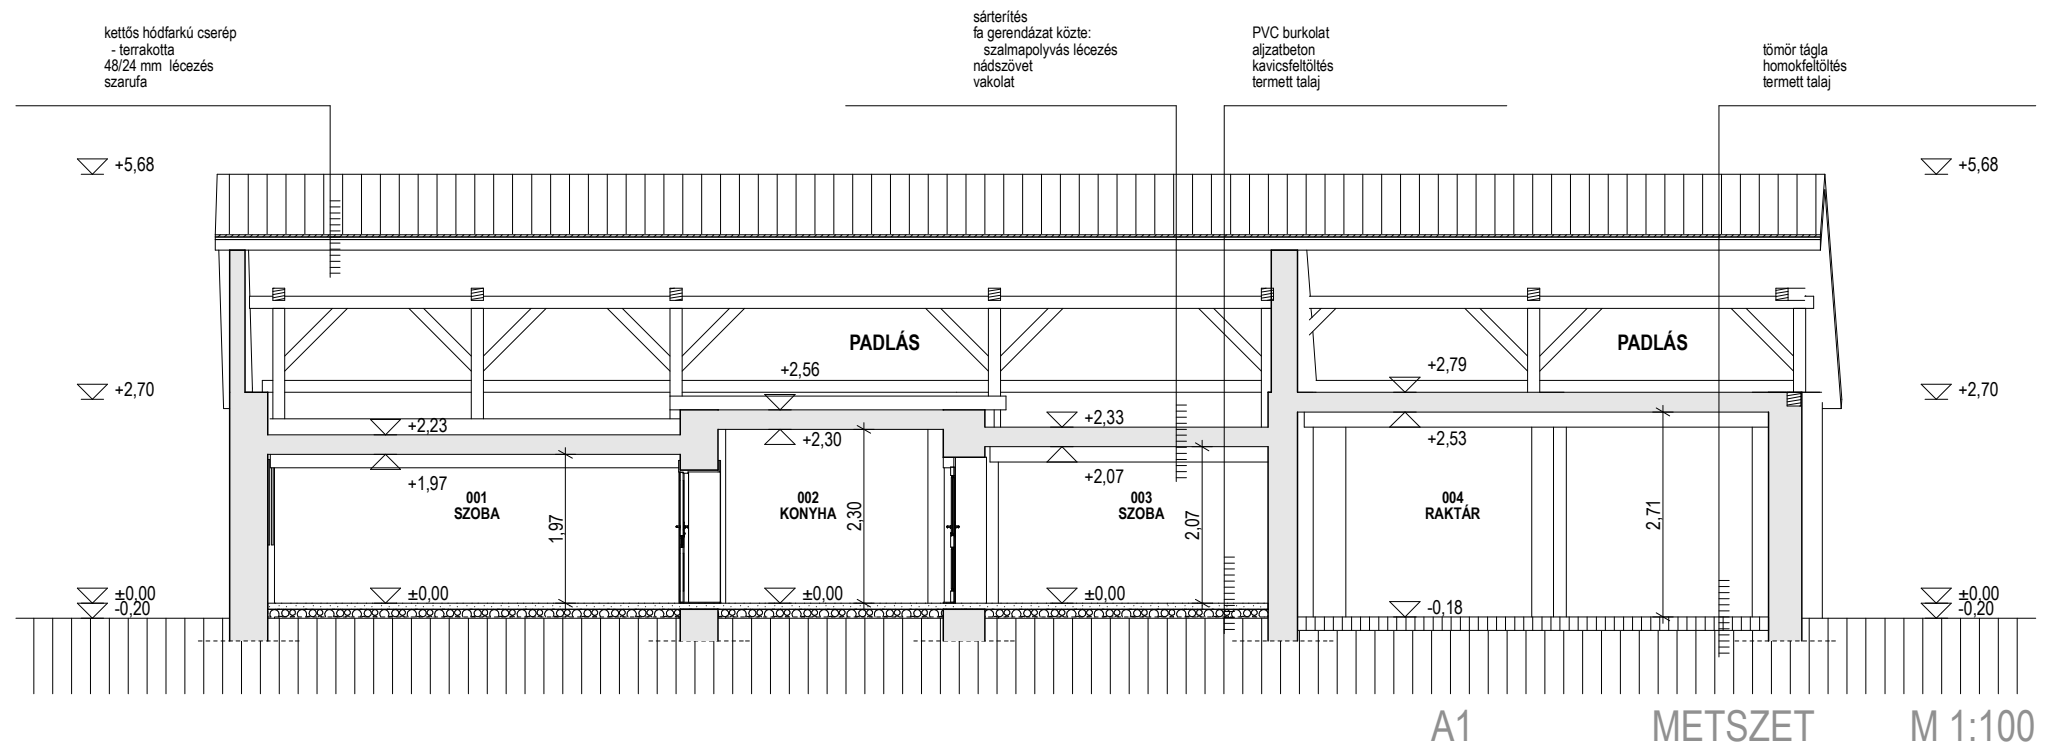 kettős hódfarkú cserép
- terrakotta
48/24 mm lécezés
szarufa
sárterítés
fa gerendázat közte:
szalmapolyvás lécezés
nádszövet
vakolat
PVC burkolat
aljzatbeton
kavicsfeltöltés
termett talaj
tömör tágla
homokfeltöltés
termett talaj
+5,68
+5,68
PADLÁS
PADLÁS
+2,56
+2,79
+2,70
+2,70
+2,23
+2,30
+2,33
+2,53
+1,97
+2,07
001
SZOBA
002
KONYHA
003
SZOBA
004
RAKTÁR
1,97
2,30
2,07
2,71
±0,00
-0,20
±0,00
±0,00
±0,00
-0,18
±0,00
-0,20
A1 METSZET M 1:100